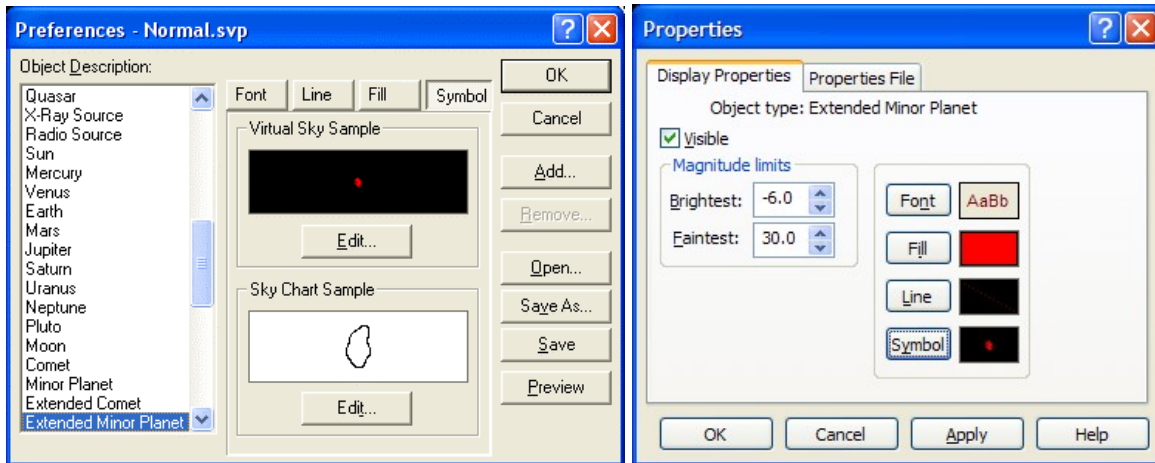 Preferences - Normal.svp
Object Description:
Quasar
X-Ray Source
Radio Source
Sun
Mercury
Venus
Earth
Mars
Jupiter
Saturn
Uranus
Neptune
Pluto
Moon
Comet
Minor Planet
Extended Comet
Extended Minor Planet
Font Line Fill Symbol
Virtual Sky Sample
Edit...
Sky Chart Sample
Edit...
OK
Cancel
Add...
Remove...
Open...
Save As...
Save
Preview
Properties
Display Properties Properties File
Object type: Extended Minor Planet
Visible
Magnitude limits
Brightest: -6.0
Faintest: 30.0
Font AaBb
Fill
Line
Symbol
OK Cancel Apply Help